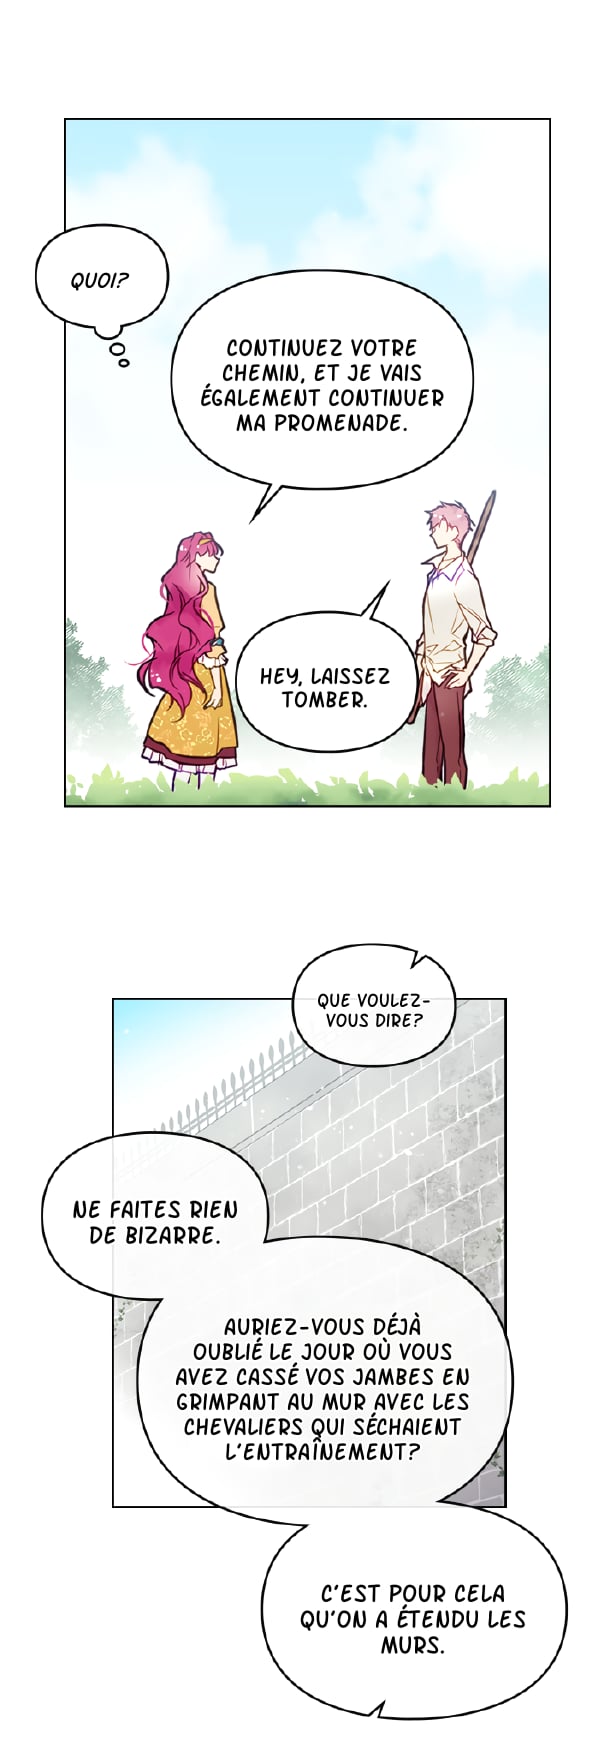 QUOI?
CONTINUEZ VOTRE
CHEMIN, ET JE VAIS
ÉGALEMENT CONTINUER
MA PROMENADE.
HEY, LAISSEZ
TOMBER.
QUE VOULEZ-
VOUS DIRE?
NE FAITES RIEN
DE BIZARRE.
AURIEZ-VOUS DÉJÀ
OUBLIÉ LE JOUR OÙ VOUS
AVEZ CASSÉ VOS JAMBES EN
GRIMPANT AU MUR AVEC LES
CHEVALIERS QUI SÉCHAIENT
L'ENTRAÎNEMENT?
C'EST POUR CELA
QU'ON A ÉTENDU LES
MURS.